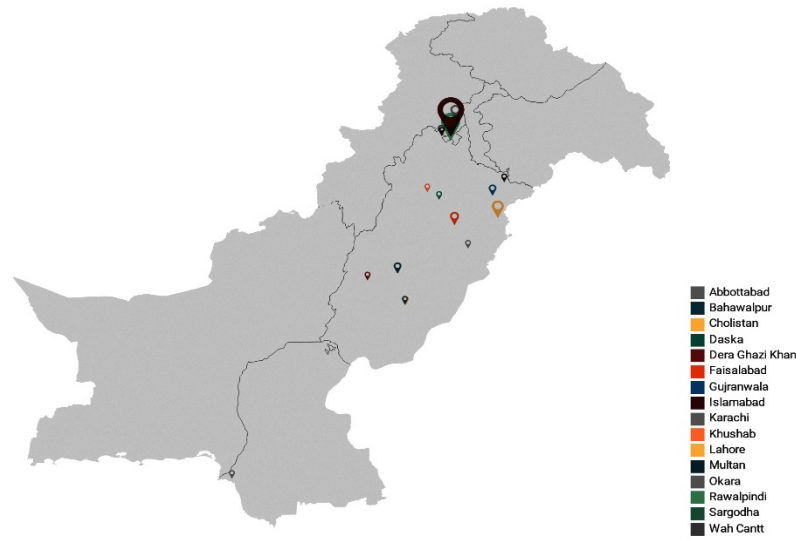 Abbottabad
Bahawalpur
Cholistan
Daska
Dera Ghazi Khan
Faisalabad
Gujranwala
Islamabad
Karachi
Khushab
Lahore
Multan
Okara
Rawalpindi
Sargodha
Wah Cantt